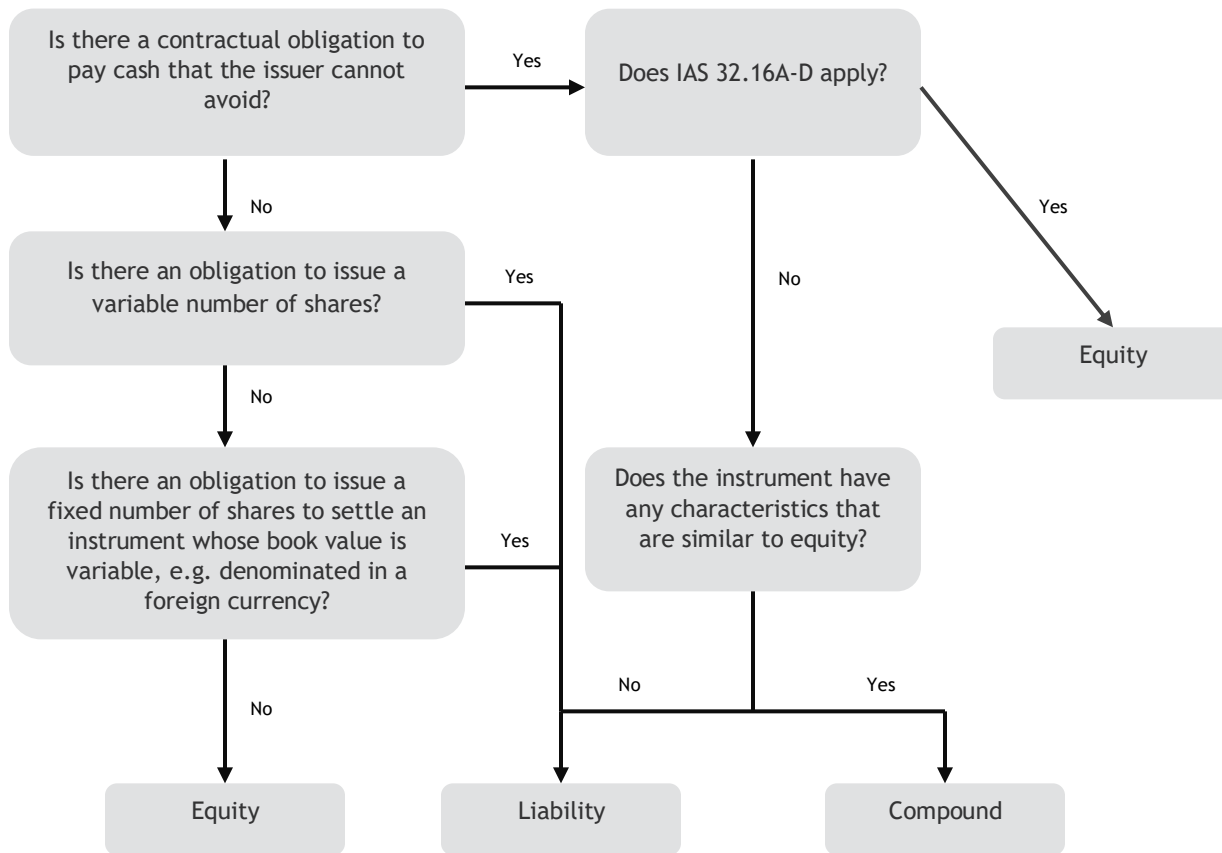 Is there a contractual obligation to
pay cash that the issuer cannot
avoid?
Yes
Does IAS 32.16A-D apply?
No
Yes
Is there an obligation to issue a
variable number of shares?
Yes
No
Equity
No
Is there an obligation to issue a
fixed number of shares to settle an
instrument whose book value is
variable, e.g. denominated in a
foreign currency?
Yes
Does the instrument have
any characteristics that
are similar to equity?
No
No
Yes
Equity
Liability
Compound